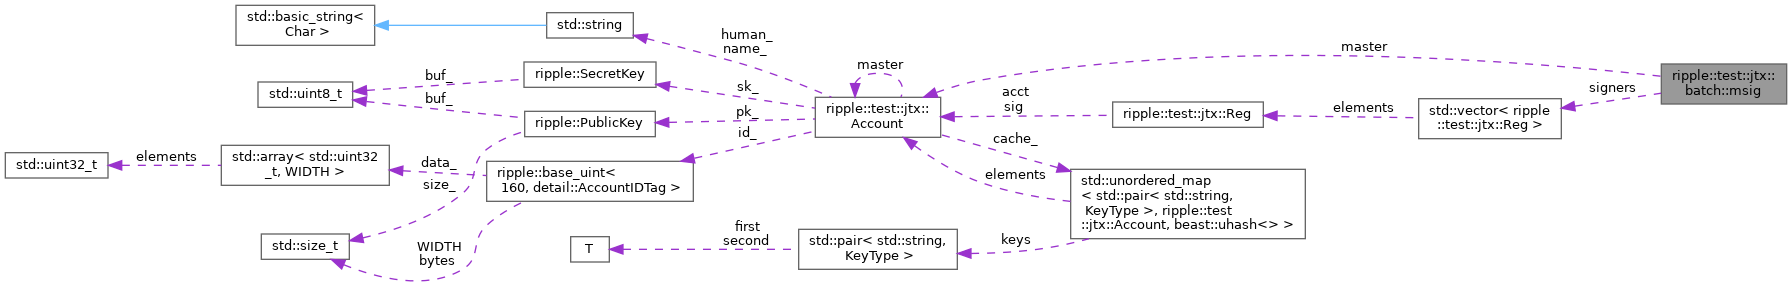 std::basic_string<
Char >
std::string
human_
name_
master
ripple::test::jtx::
batch::msig
signers
std::uint8_t
buf_
buf_
ripple::SecretKey
sk_
master
ripple::test::jtx::
Account
acct
sig
ripple::test::jtx::Reg
elements
std::vector< ripple
::test::jtx::Reg >
ripple::PublicKey
pk_
id_
cache_
std::uint32_t
elements
std::array< std::uint32
_t, WIDTH >
data_
size_
ripple::base_uint<
160, detail::AccountIDTag >
elements
std::unordered_map
< std::pair< std::string,
KeyType >, ripple::test
::jtx::Account, beast::uhash<> >
std::size_t
WIDTH
bytes
T
first
second
std::pair< std::string,
KeyType >
keys